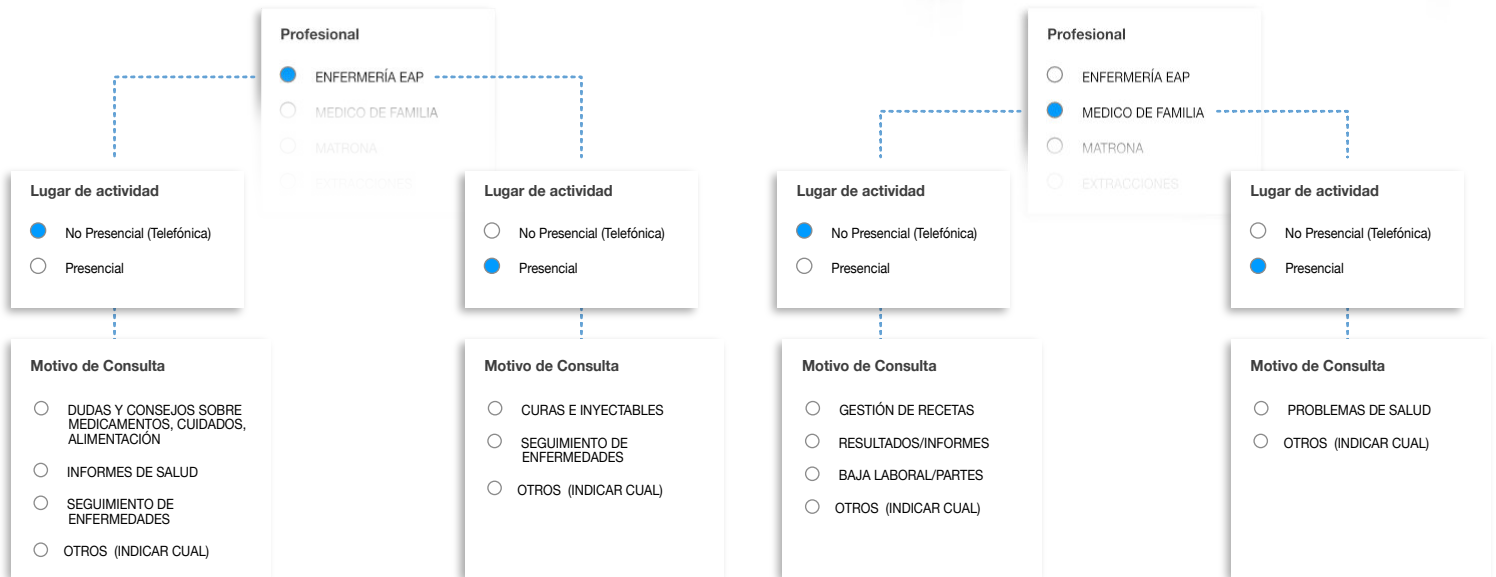 Profesional
ENFERMERÍA EAP
MEDICO DE FAMILIA
MATRONA
EXTRACCIONES
Lugar de actividad
No Presencial (Telefónica)
Presencial
Motivo de Consulta
DUDAS Y CONSEJOS SOBRE
MEDICAMENTOS, CUIDADOS,
ALIMENTACIÓN
INFORMES DE SALUD
SEGUIMIENTO DE
ENFERMEDADES
OTROS (INDICAR CUAL)
Lugar de actividad
No Presencial (Telefónica)
Presencial
Motivo de Consulta
CURAS E INYECTABLES
SEGUIMIENTO DE
ENFERMEDADES
OTROS (INDICAR CUAL)
Profesional
ENFERMERÍA EAP
MEDICO DE FAMILIA
MATRONA
EXTRACCIONES
Lugar de actividad
No Presencial (Telefónica)
Presencial
Motivo de Consulta
GESTIÓN DE RECETAS
RESULTADOS/INFORMES
BAJA LABORAL/PARTES
OTROS (INDICAR CUAL)
Lugar de actividad
No Presencial (Telefónica)
Presencial
Motivo de Consulta
PROBLEMAS DE SALUD
OTROS (INDICAR CUAL)